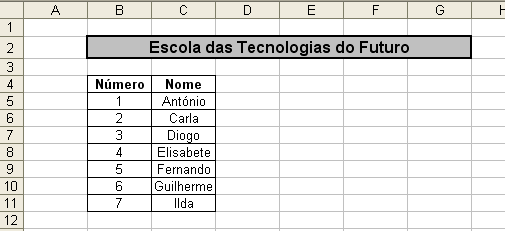 A B C D E F G H
1
2 Escola das Tecnologias do Futuro
3
4 Número Nome
5 1 António
6 2 Carla
7 3 Diogo
8 4 Elisabete
9 5 Fernando
10 6 Guilherme
11 7 Ilda
12